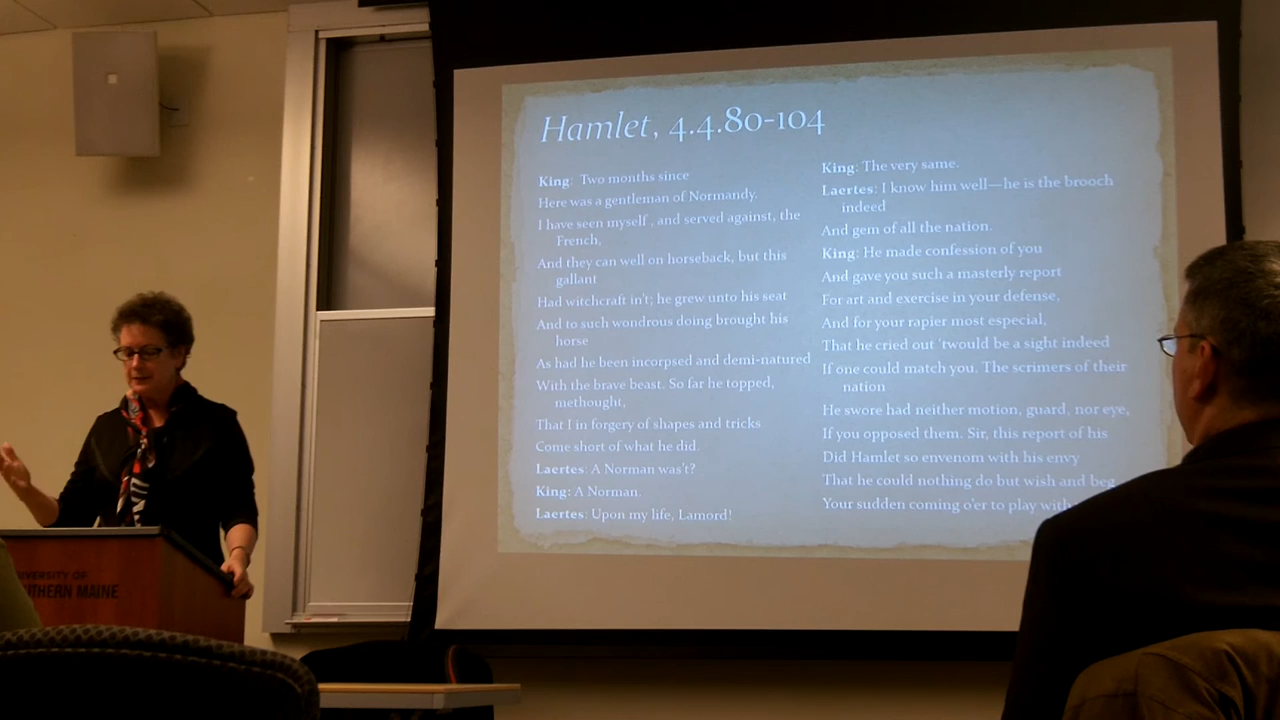 Hamlet, 4.4.80-104
King: Two months since
Here was a gentleman of Normandy.
I have seen myself , and served against, the
French,
And they can well on horseback, but this
gallant
Had witchcraft in't; he grew unto his seat
And to such wondrous doing brought his
horse
As had he been incorpsed and demi-natured
With the brave beast. So far he topped,
methought,
That I in forgery of shapes and tricks
Come short of what he did.
Laertes: A Norman was't?
King: A Norman.
Laertes: Upon my life, Lamord!
King: The very same.
Laertes: I know him well—he is the brooch
indeed
And gem of all the nation.
King: He made confession of you
And gave you such a masterly report
For art and exercise in your defense,
And for your rapier most especial,
That he cried out 'twould be a sight indeed
If one could match you. The scrimers of their
nation
He swore had neither motion, guard, nor eye,
If you opposed them. Sir, this report of his
Did Hamlet so envenom with his envy
That he could nothing do but wish and beg
Your sudden coming o'er to play with
NIVERSITY OF
UTHERN MAINE